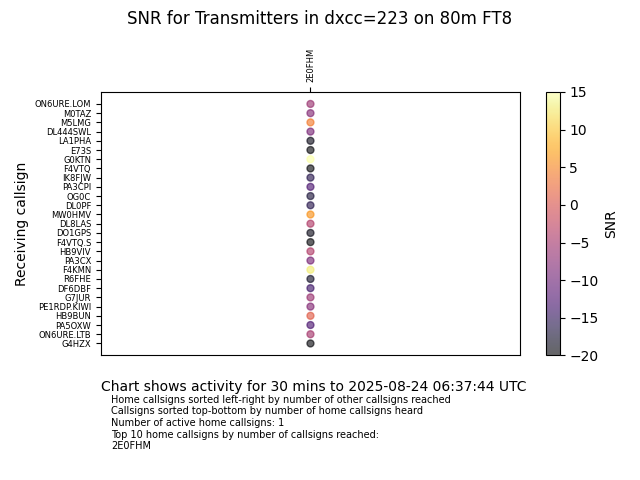 SNR for Transmitters in dxcc=223 on 80m FT8
2E0FHM
ON6URE.LOM
M0TAZ
M5LMG
DL444SWL
LA1PHA
E73S
G0KTN
F4VTQ
IK8FJW
PA3CPI
OG0C
DL0PF
MW0HMV
DL8LAS
DO1GPS
F4VTQ.S
HB9VIV
PA3CX
F4KMN
R6FHE
DF6DBF
G7JUR
PE1RDP.KIWI
HB9BUN
PA5OXW
ON6URE.LTB
G4HZX
Receiving callsign
15
10
5
0
−5
−10
−15
−20
SNR
Chart shows activity for 30 mins to 2025-08-24 06:37:44 UTC
Home callsigns sorted left-right by number of other callsigns reached
Callsigns sorted top-bottom by number of home callsigns heard
Number of active home callsigns: 1
Top 10 home callsigns by number of callsigns reached:
2E0FHM